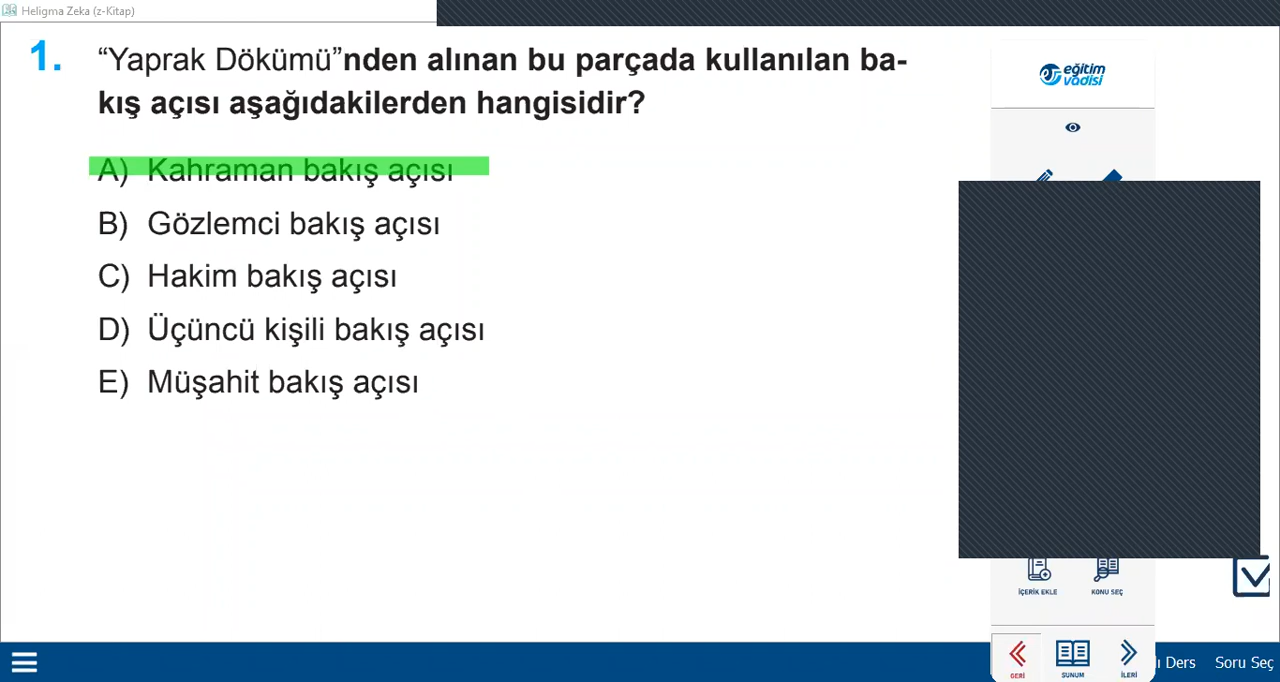 Heligma Zeka (z-Kitap)
1. “Yaprak Dökümü”nden alınan bu parçada kullanılan ba-
kış açısı aşağıdakilerden hangisidir?
A) Kahraman bakış açısı
B) Gözlemci bakış açısı
C) Hakim bakış açısı
D) Üçüncü kişili bakış açısı
E) Müşahit bakış açısı
eğitim
vadisi
İÇERİK EKLE KONU SEÇ
GERİ SUNUM İLERİ
Ders Soru Seç